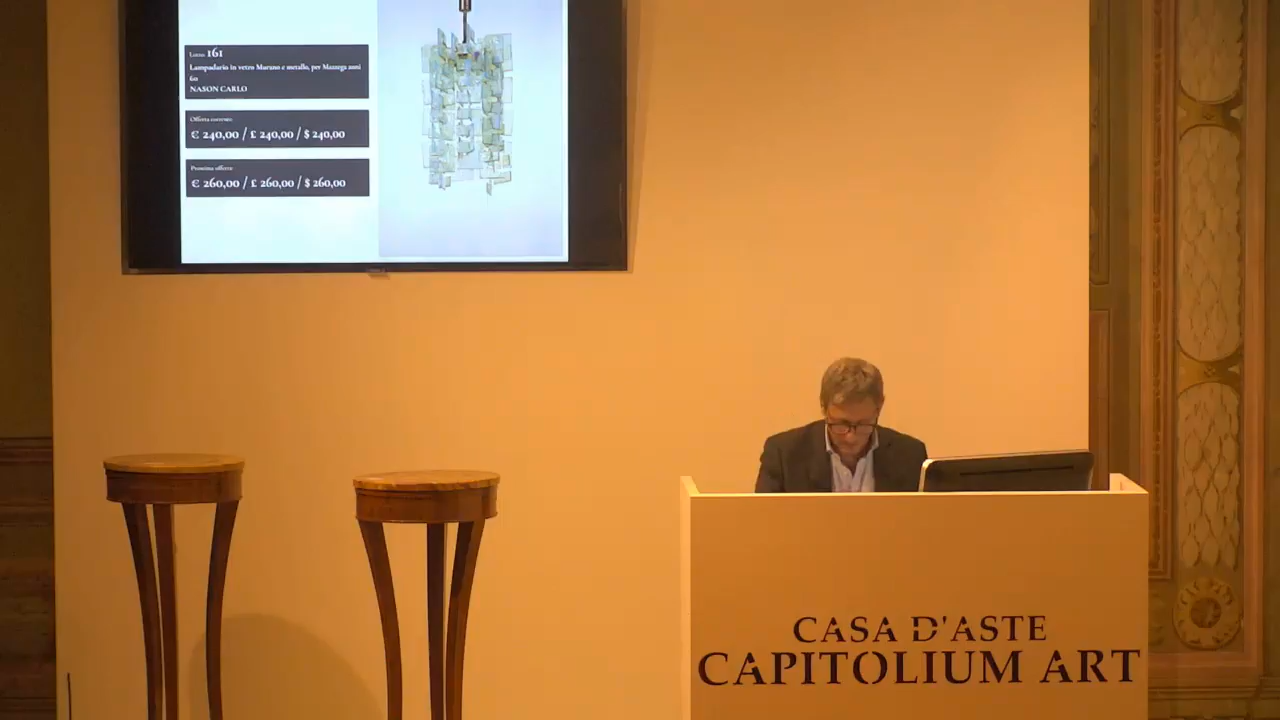 Lotto: 161
Lampadario in vetro Murano e metallo, per Mazzega anni
60
NASON CARLO
Offerta corrente:
€ 240,00 / £ 240,00 / $ 240,00
Prossima offerta:
€ 260,00 / £ 260,00 / $ 260,00
CASA D'ASTE
CAPITOLIUM ART